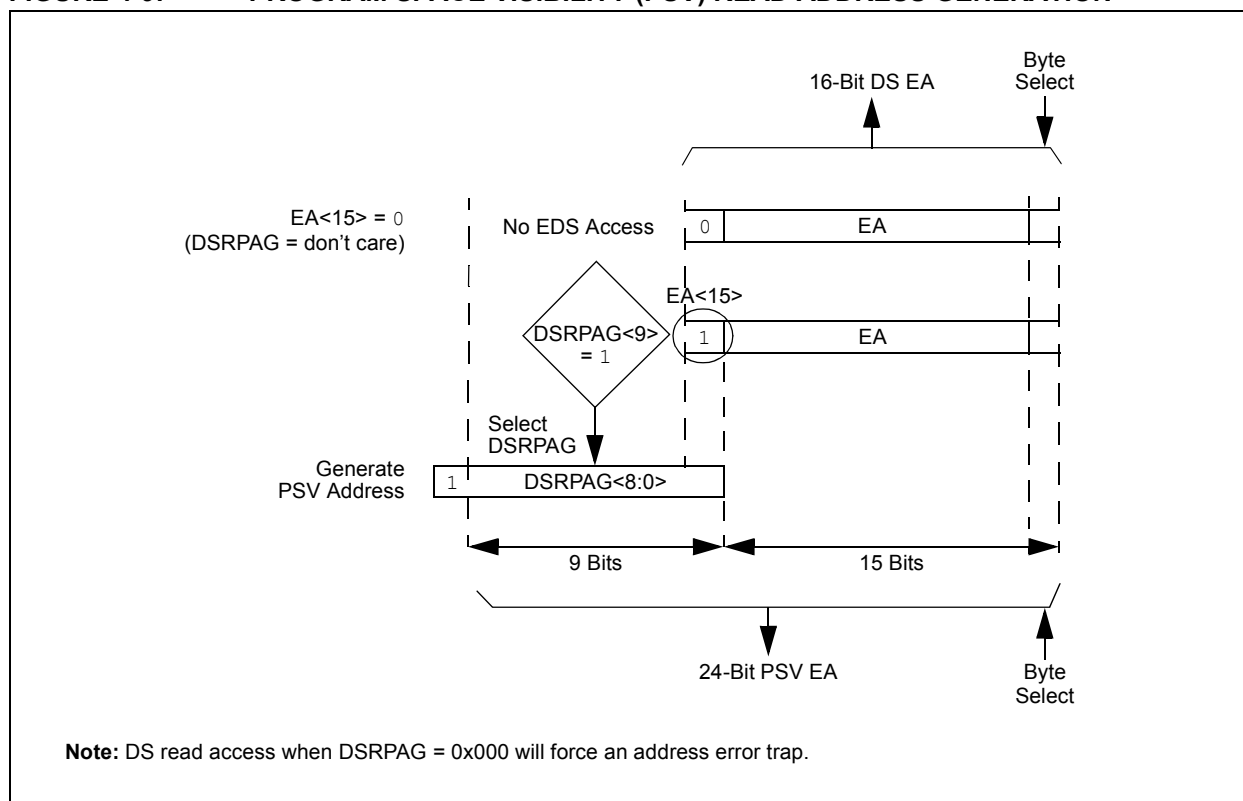 16-Bit DS EA
Byte
Select
EA<15> = 0
(DSRPAG = don't care)
No EDS Access
0
EA
EA<15>
DSRPAG<9>
= 1
1
EA
Select
DSRPAG
Generate
PSV Address
1
DSRPAG<8:0>
9 Bits
15 Bits
24-Bit PSV EA
Byte
Select
Note: DS read access when DSRPAG = 0x000 will force an address error trap.